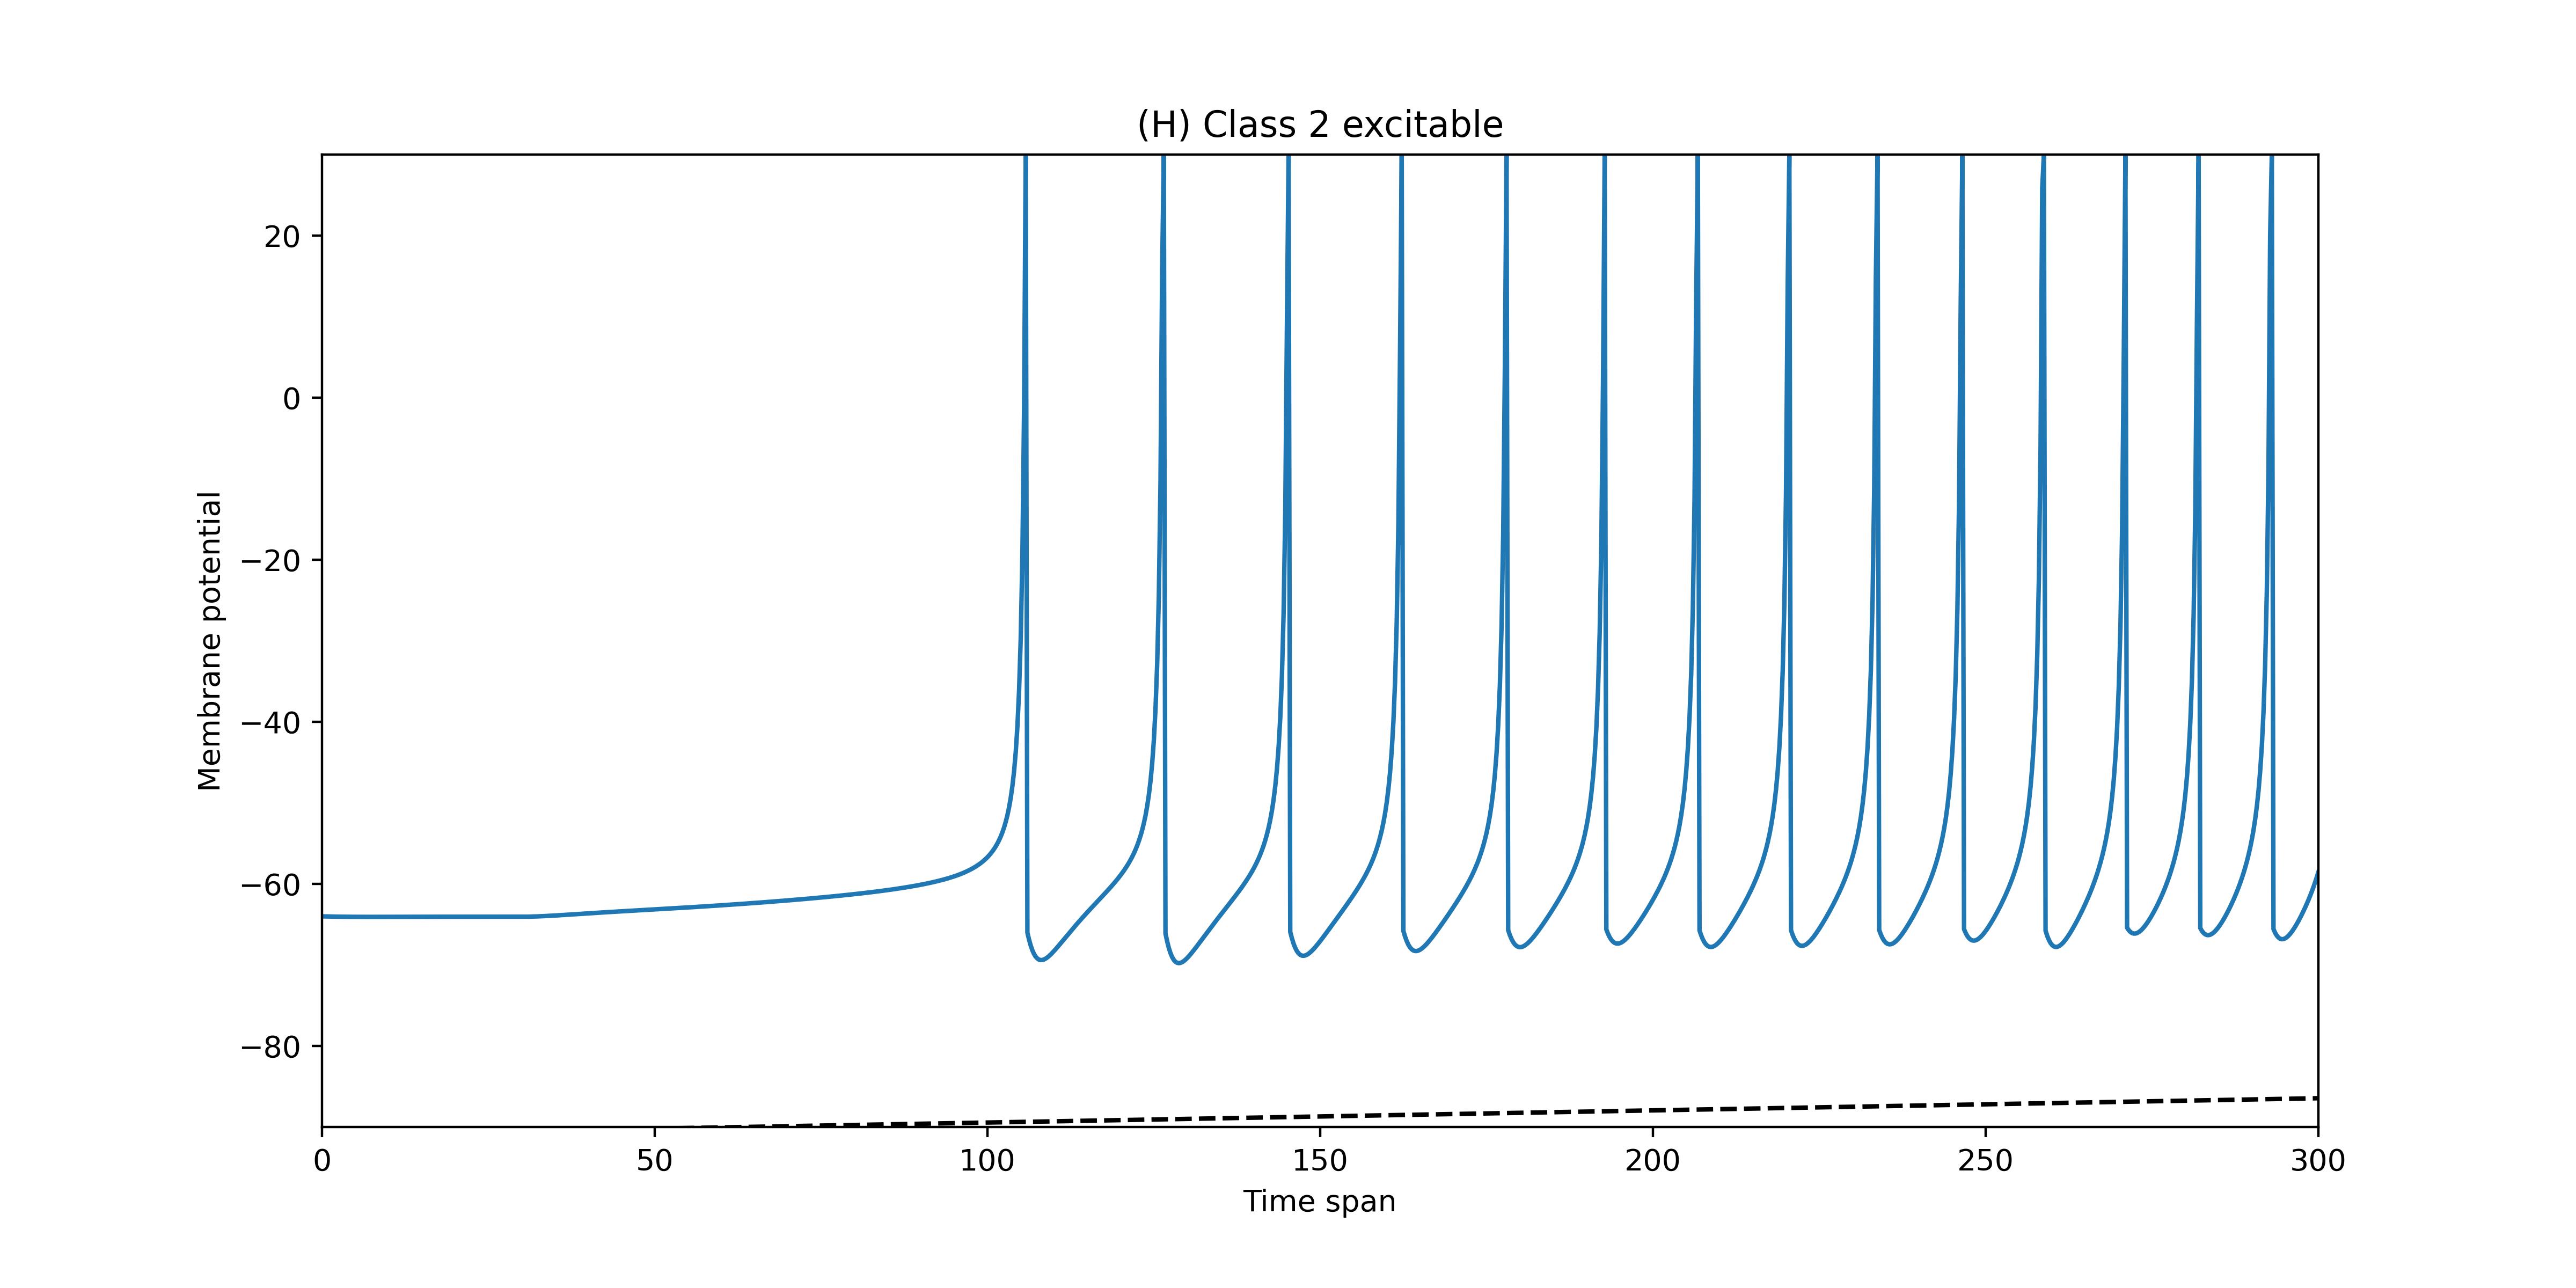 (H) Class 2 excitable
Membrane potential
20
0
−20
−40
−60
−80
0 50 100 150 200 250 300
Time span